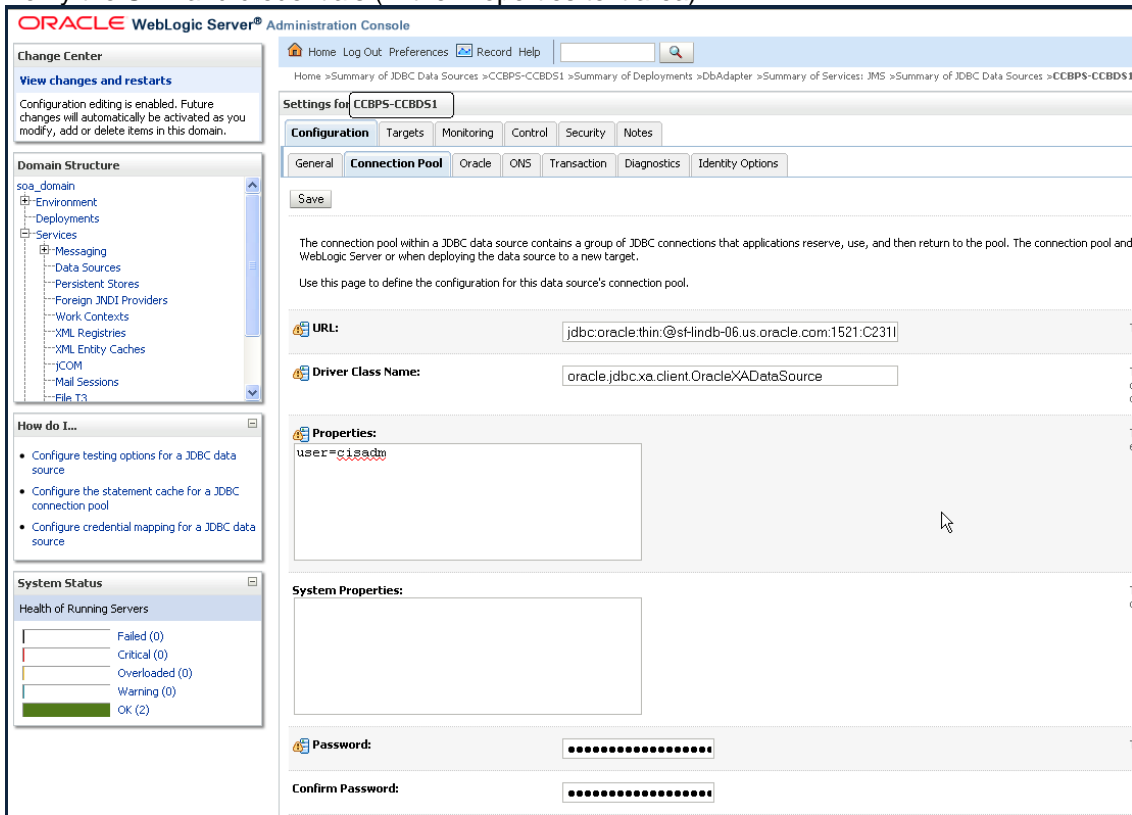 ORACLE WebLogic Server® Administration Console
Change Center
View changes and restarts
Configuration editing is enabled. Future
changes will automatically be activated as you
modify, add or delete items in this domain.
Domain Structure
soa_domain
Environment
Deployments
Services
Messaging
Data Sources
Persistent Stores
Foreign JNDI Providers
Work Contexts
XML Registries
XML Entity Caches
jCOM
Mail Sessions
File T3
How do I...
Configure testing options for a JDBC data
source
Configure the statement cache for a JDBC
connection pool
Configure credential mapping for a JDBC data
source
System Status
Health of Running Servers
Failed (0)
Critical (0)
Overloaded (0)
Warning (0)
OK (2)
Home Log Out Preferences Record Help
Home >Summary of JDBC Data Sources >CCBPS-CCBDS1 >Summary of Deployments >DbAdapter >Summary of Services: JMS >Summary of JDBC Data Sources >CCBPS-CCBDS1
Settings for CCBPS-CCBDS1
Configuration Targets Monitoring Control Security Notes
General Connection Pool Oracle ONS Transaction Diagnostics Identity Options
Save
The connection pool within a JDBC data source contains a group of JDBC connections that applications reserve, use, and then return to the pool. The connection pool and
WebLogic Server or when deploying the data source to a new target.
Use this page to define the configuration for this data source's connection pool.
URL: jdbc:oracle:thin:@sf-lindb-06.us.oracle.com:1521:C231
Driver Class Name: oracle.jdbc.xa.client.OracleXADataSource
Properties:
user=cisadm
System Properties:
Password: ●●●●●●●●●●●●●●●●●●
Confirm Password: ●●●●●●●●●●●●●●●●●●